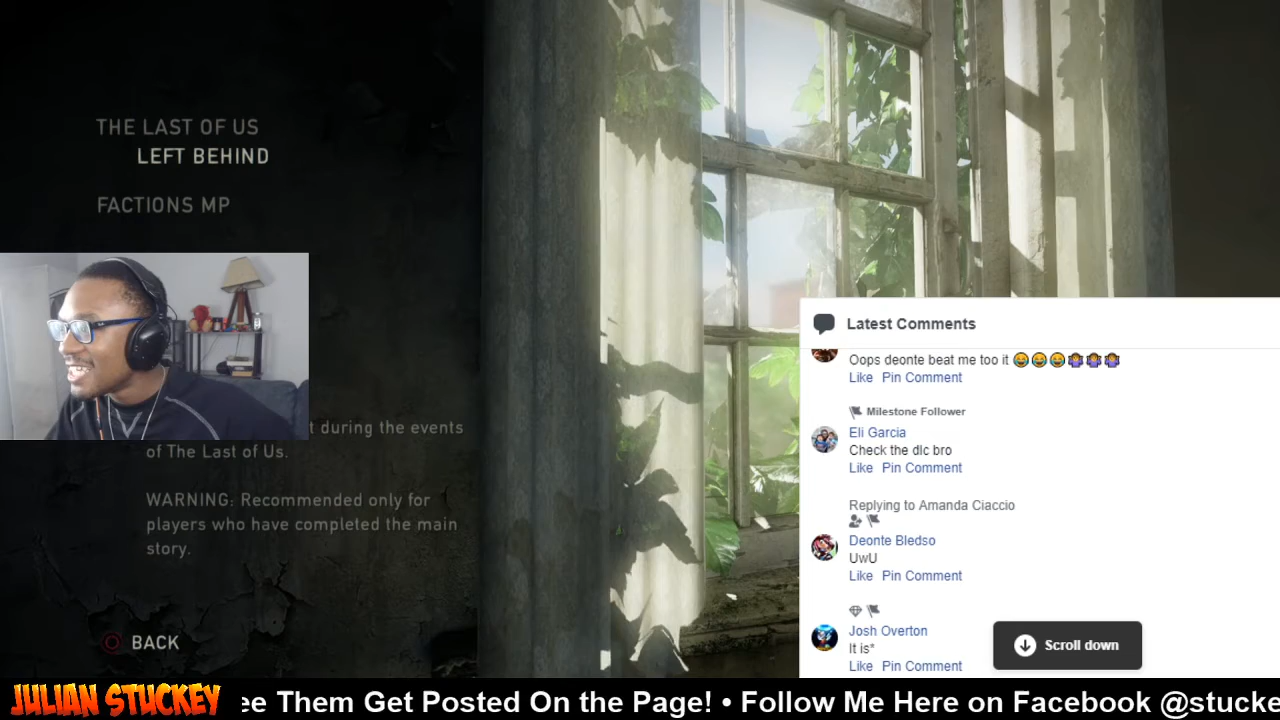 THE LAST OF US
LEFT BEHIND
FACTIONS MP
t during the events
of The Last of Us.
WARNING: Recommended only for
players who have completed the main
story.
BACK
Latest Comments
Oops deonte beat me too it 😂😂😂🤷🏾‍♀️🤷🏾‍♀️🤷🏾‍♀️
Like Pin Comment
Milestone Follower
Eli Garcia
Check the dlc bro
Like Pin Comment
Replying to Amanda Ciaccio
Deonte Bledso
UwU
Like Pin Comment
Josh Overton
It is*
Like Pin Comment
Scroll down
JULIAN STUCKEY
ee Them Get Posted On the Page! • Follow Me Here on Facebook @stucke